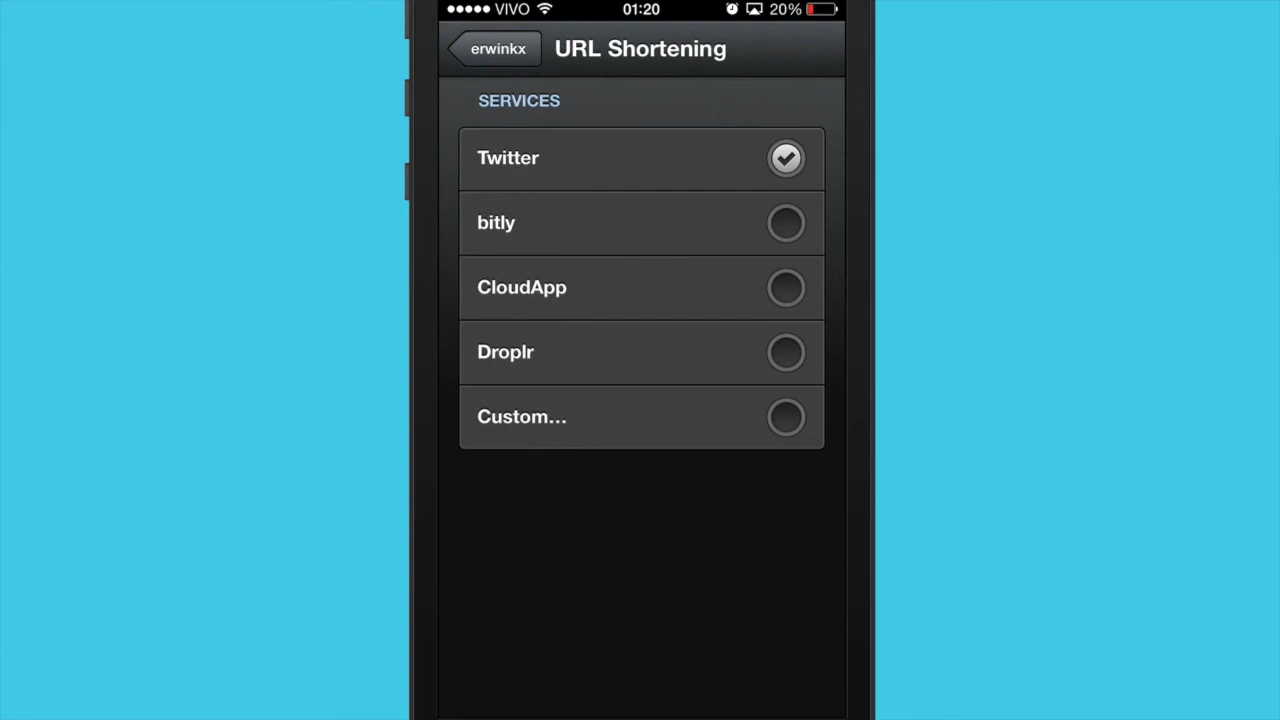 VIVO 01:20 20%
erwinkx URL Shortening
SERVICES
Twitter
bitly
CloudApp
Droplr
Custom...